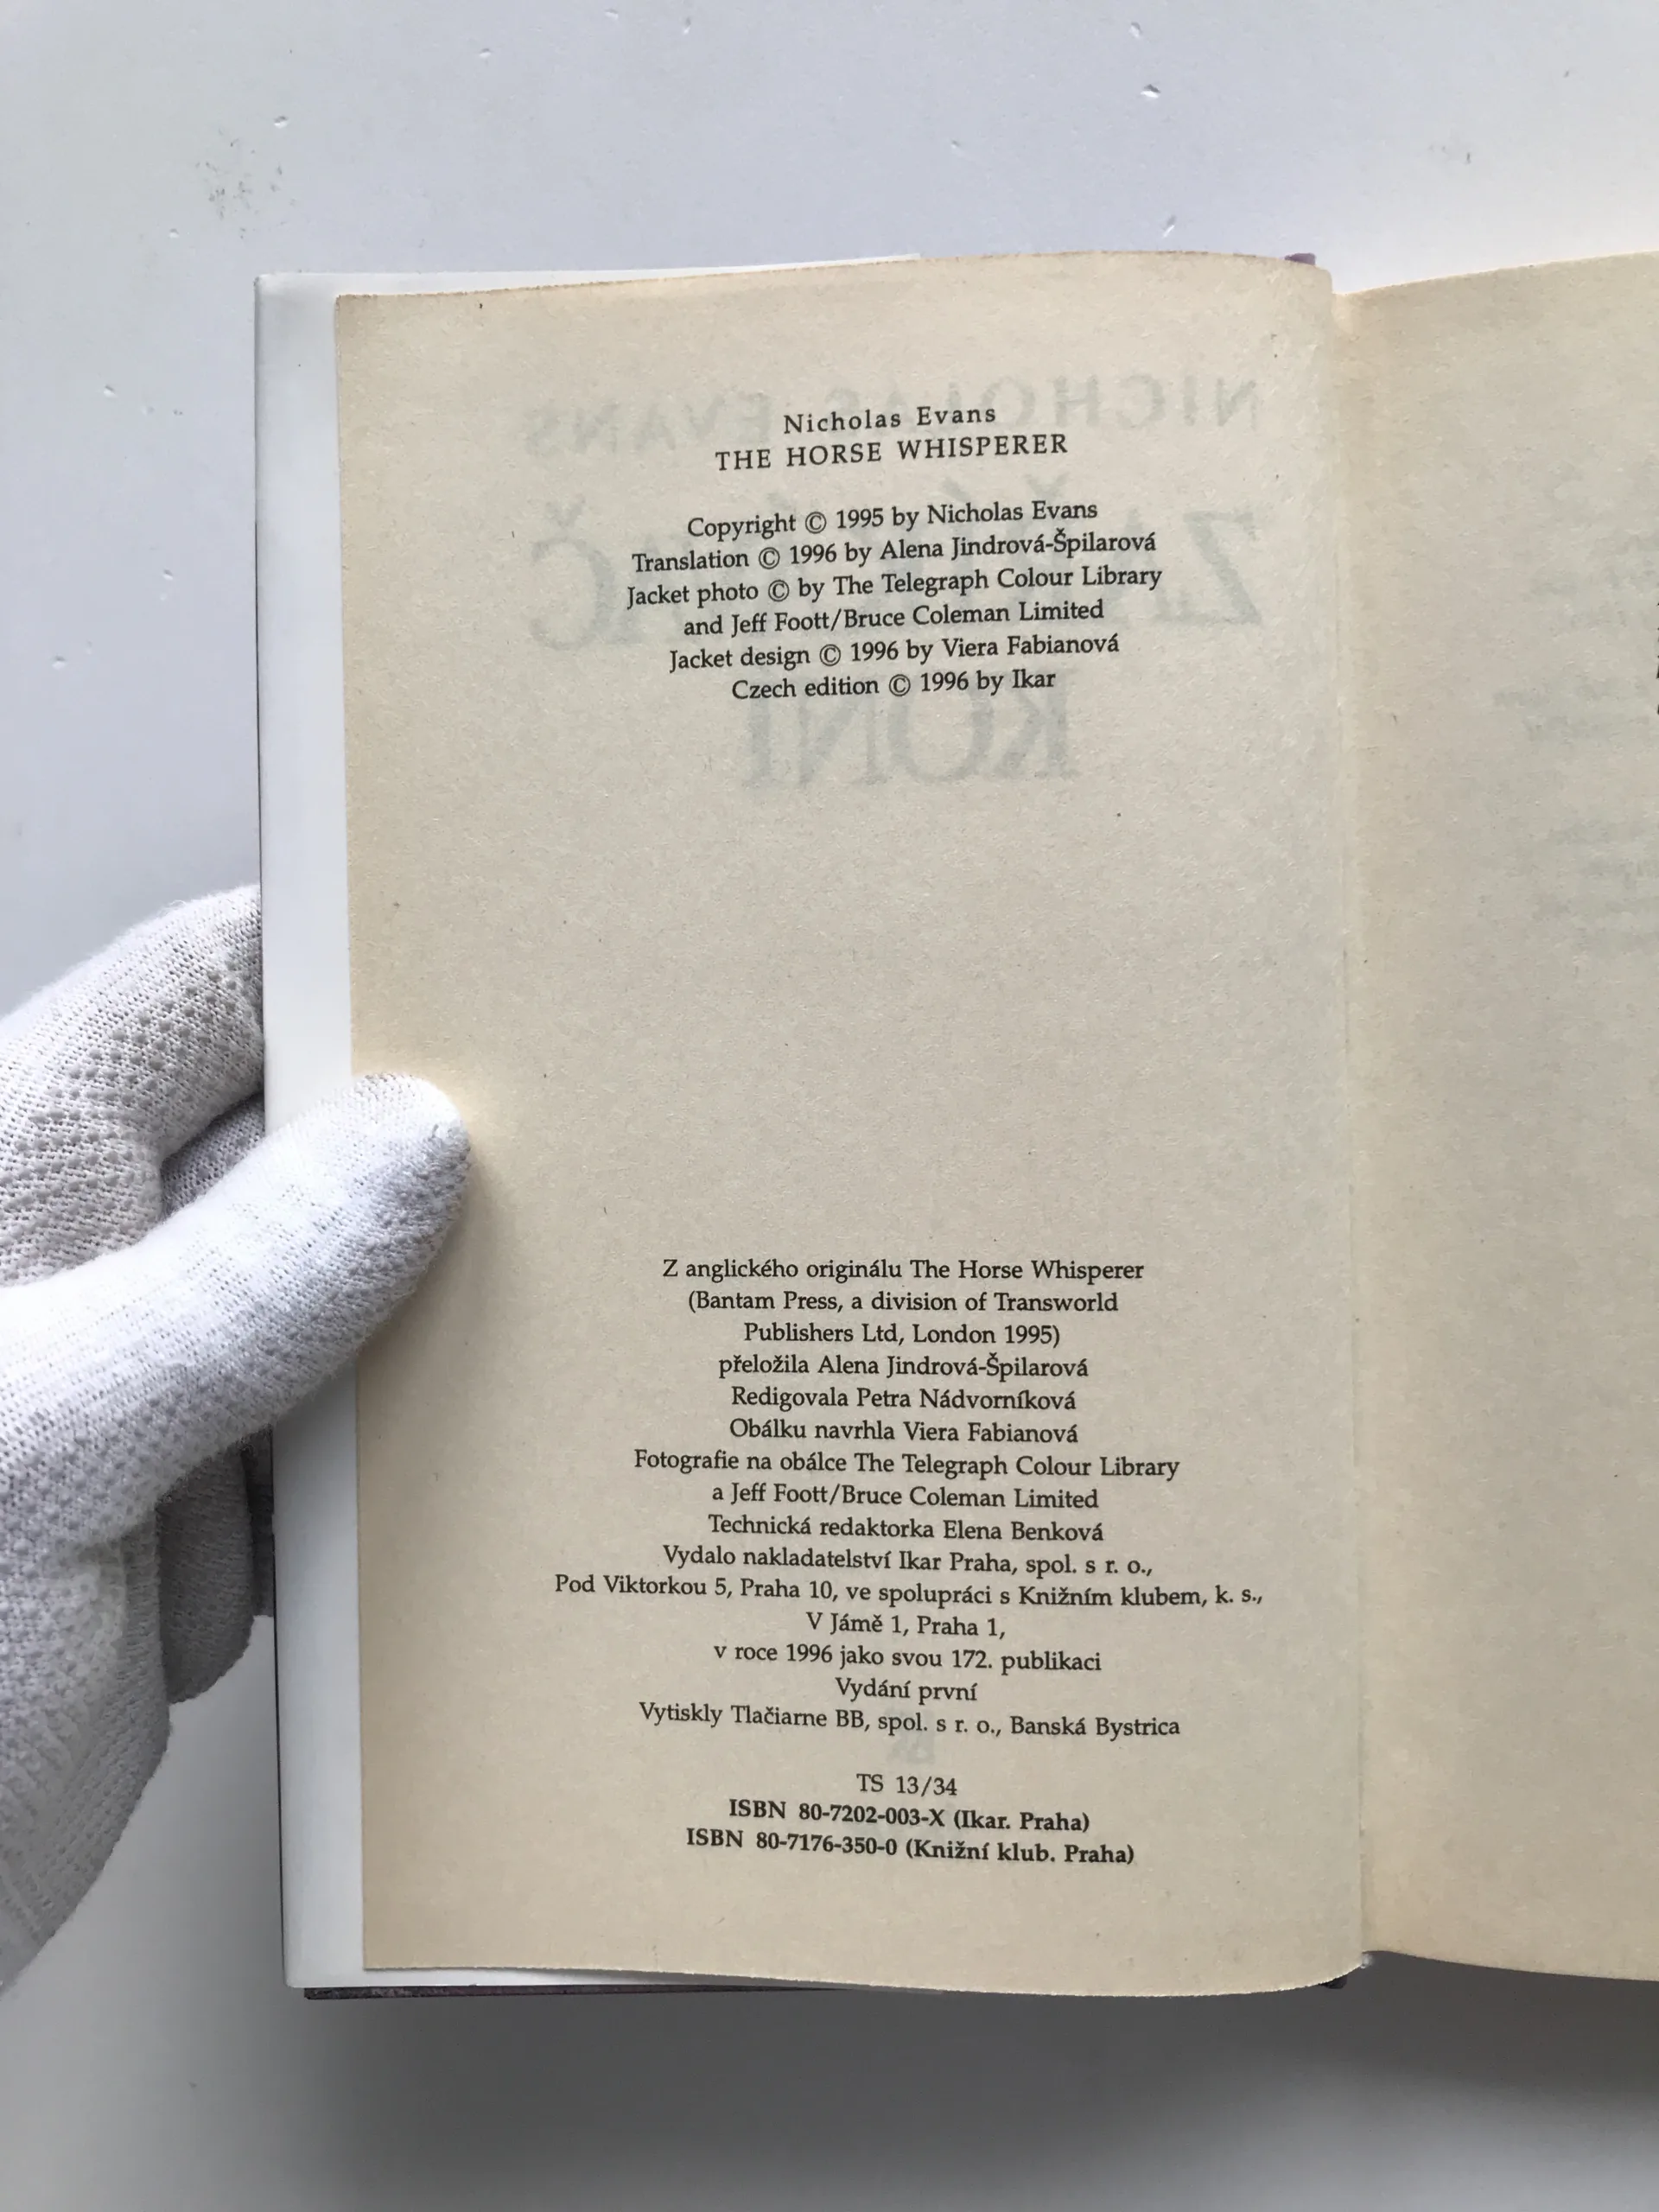 Nicholas Evans
THE HORSE WHISPERER
Copyright © 1995 by Nicholas Evans
Translation © 1996 by Alena Jindrová-Špilarová
Jacket photo © by The Telegraph Colour Library
and Jeff Foott/Bruce Coleman Limited
Jacket design © 1996 by Viera Fabianová
Czech edition © 1996 by Ikar
Z anglického originálu The Horse Whisperer
(Bantam Press, a division of Transworld
Publishers Ltd, London 1995)
přeložila Alena Jindrová-Špilarová
Redigovala Petra Nádvorníková
Obálku navrhla Viera Fabianová
Fotografie na obálce The Telegraph Colour Library
a Jeff Foott/Bruce Coleman Limited
Technická redaktorka Elena Benková
Vydalo nakladatelství Ikar Praha, spol. s r. o.,
Pod Viktorkou 5, Praha 10, ve spolupráci s Knižním klubem, k. s.,
V Jámě 1, Praha 1,
v roce 1996 jako svou 172. publikaci
Vydání první
Vytiskly Tlačiarne BB, spol. s r. o., Banská Bystrica
TS 13/34
ISBN 80-7202-003-X (Ikar. Praha)
ISBN 80-7176-350-0 (Knižní klub. Praha)